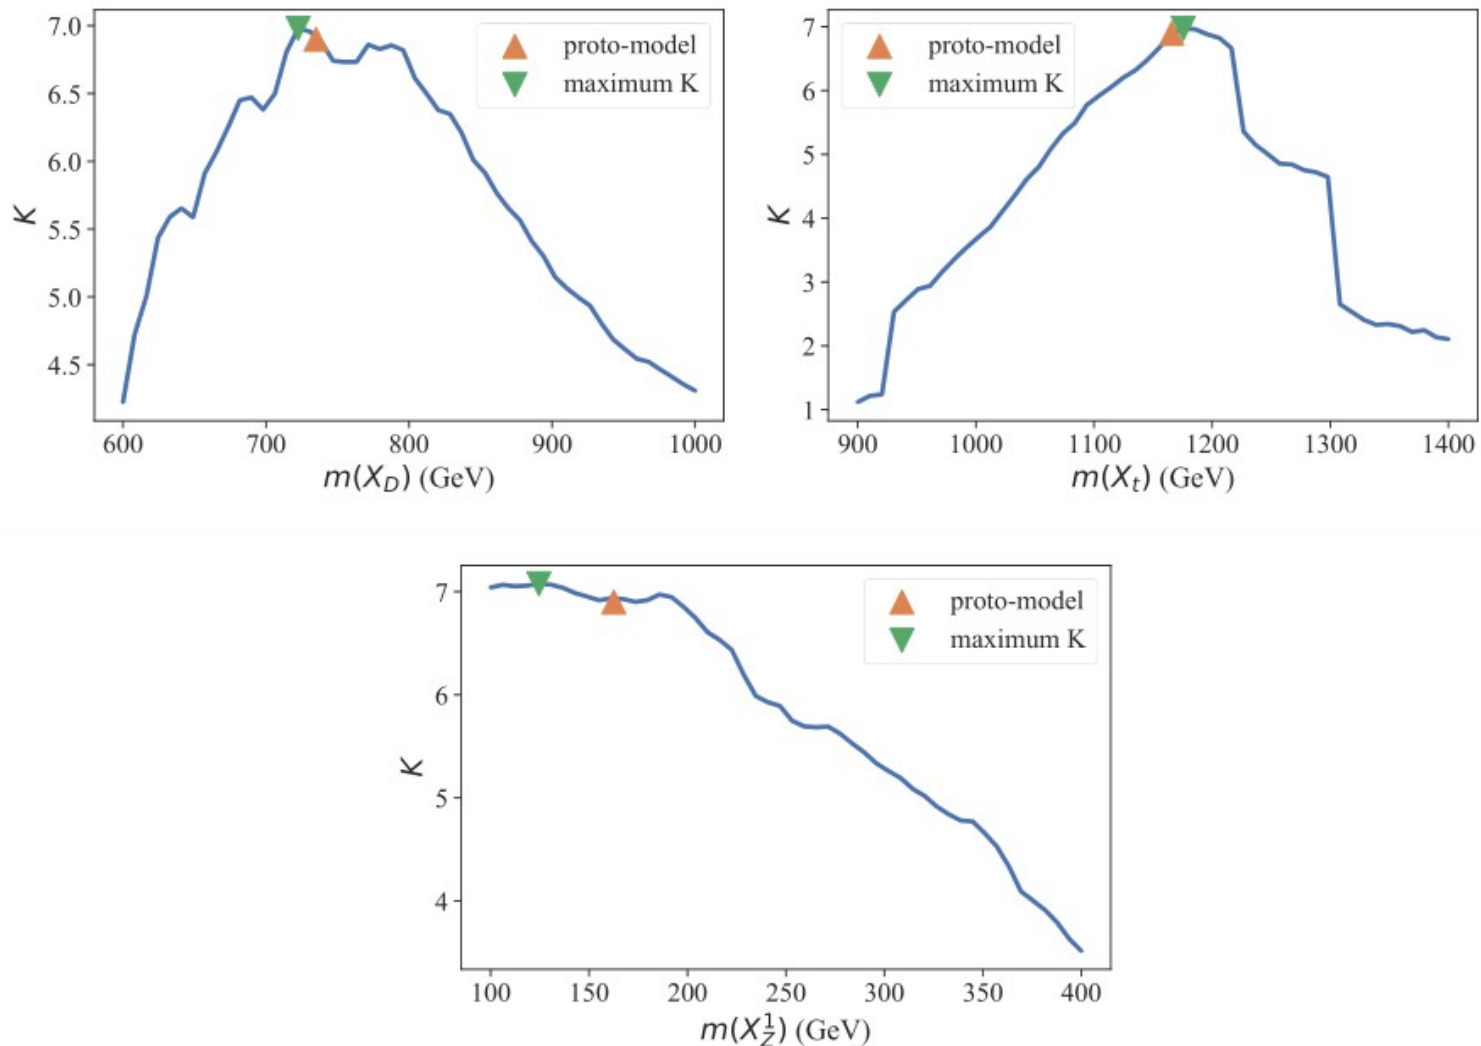 7.0
6.5
6.0
5.5
5.0
4.5
K
600 700 800 900 1000
m(X_D) (GeV)
proto-model
maximum K
7
6
5
4
3
2
1
K
900 1000 1100 1200 1300 1400
m(X_t) (GeV)
proto-model
maximum K
7
6
5
4
K
100 150 200 250 300 350 400
m(X_Z^1) (GeV)
proto-model
maximum K